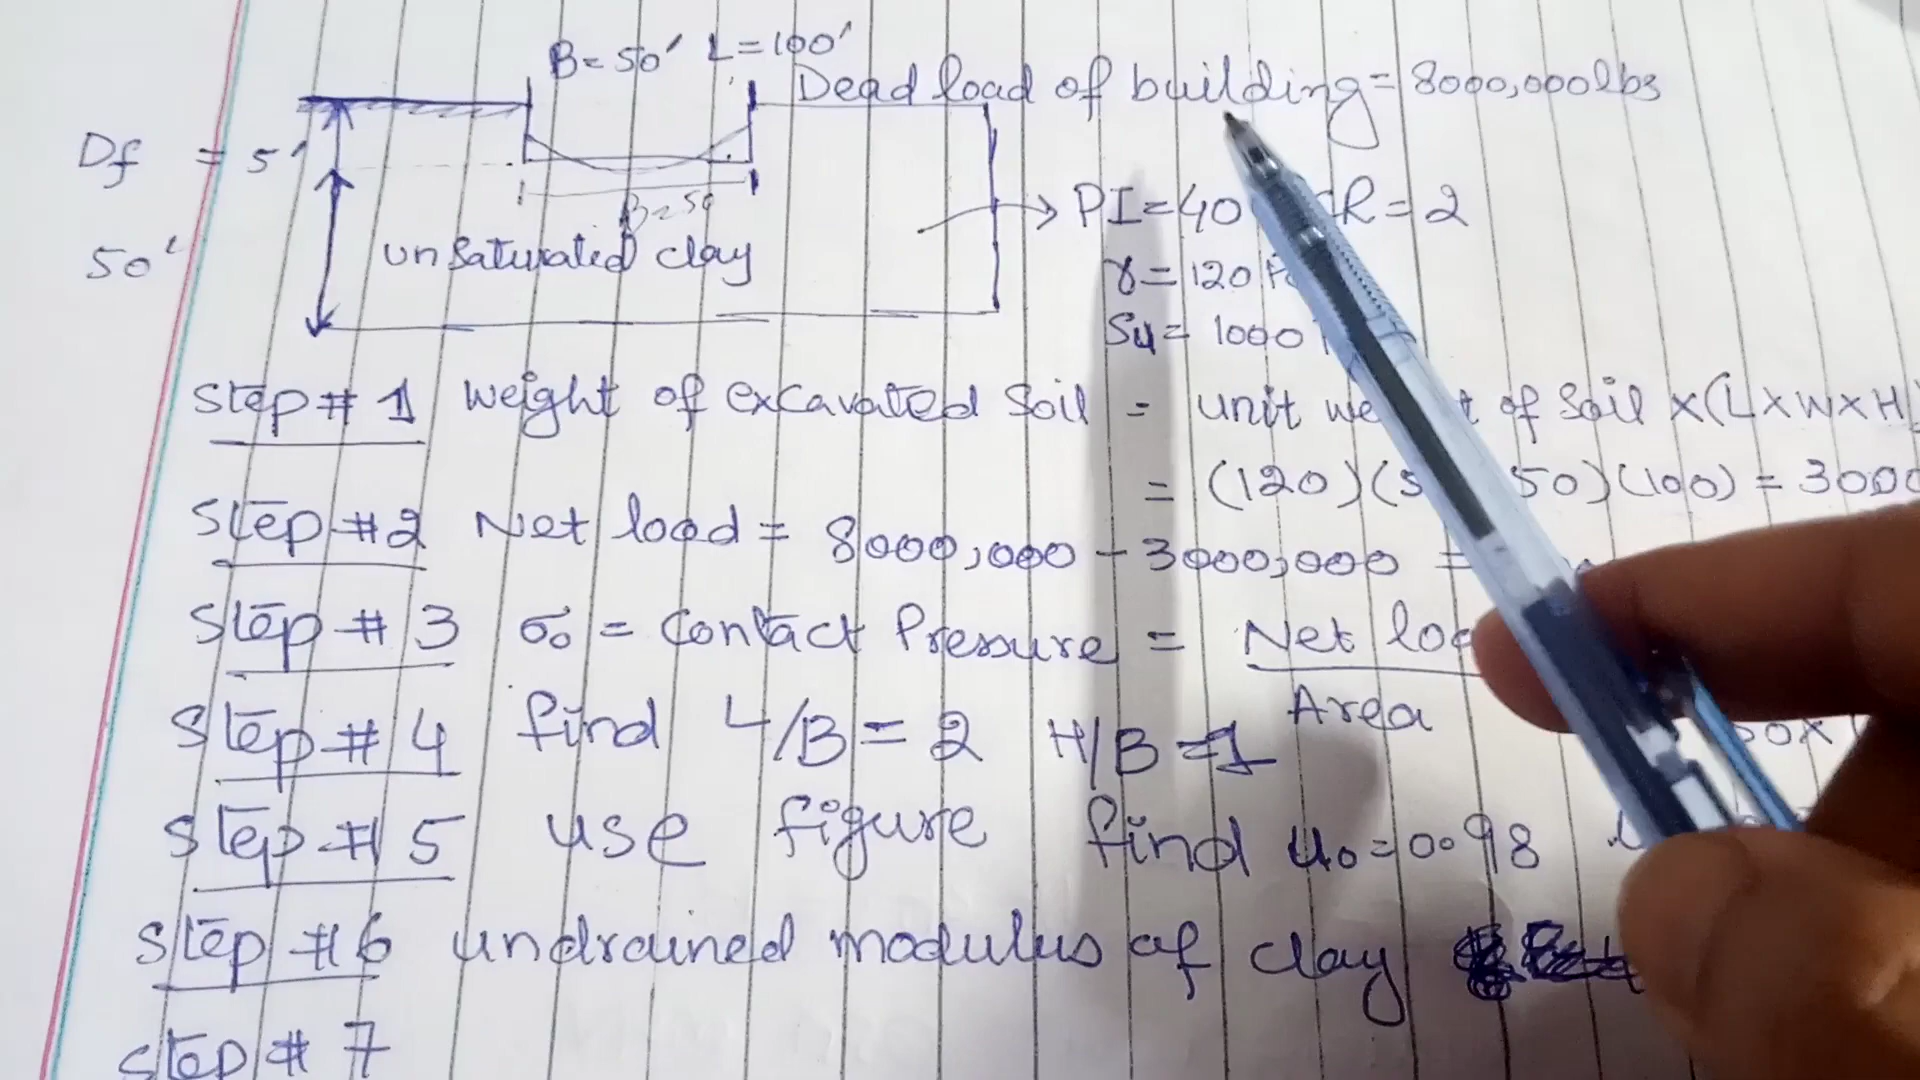 B= 50' L=100'
Dead load of building= 8000,000lbs
Df = 5'
B=50
PI=40 CR=2
50' unsaturated clay
γ=120
Su= 1000
Step# 1 weight of excavated Soil = unit of Soil x(LxWxH)
= (120)(5 50)(100) = 3000
Step #2 Net load = 8000,000 - 3000,000 =
Step # 3 σo = Contact Pressure = Net
Area
Step # 4 find L/B= 2 H/B =1
Step # 5 use figure find uo=0.98
Step #6 undrained modulus of clay
Step # 7